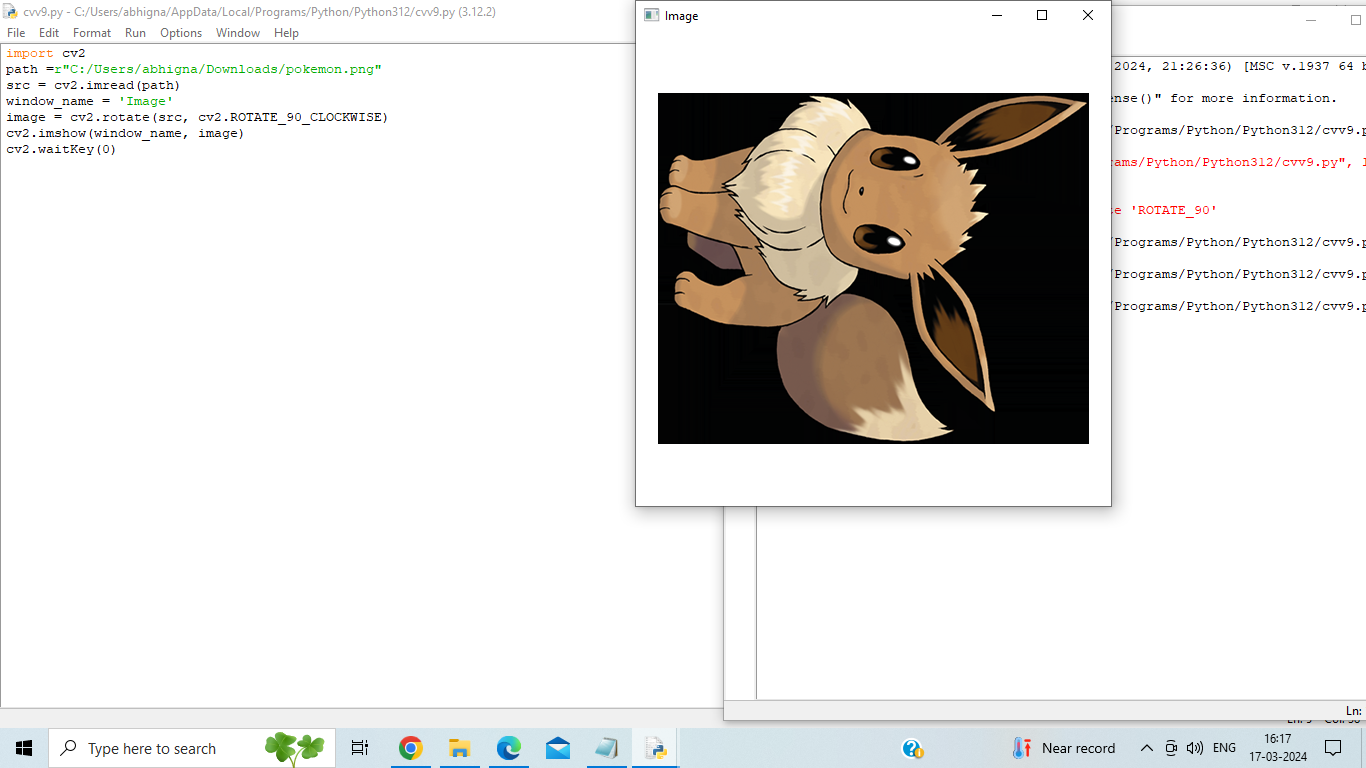 cvv9.py - C:/Users/abhigna/AppData/Local/Programs/Python/Python312/cvv9.py (3.12.2)
File Edit Format Run Options Window Help
import cv2
path =r"C:/Users/abhigna/Downloads/pokemon.png"
src = cv2.imread(path)
window_name = 'Image'
image = cv2.rotate(src, cv2.ROTATE_90_CLOCKWISE)
cv2.imshow(window_name, image)
cv2.waitKey(0)
Image
2024, 21:26:36) [MSC v.1937 64 b
ense()" for more information.
/Programs/Python/Python312/cvv9.p
rams/Python/Python312/cvv9.py", l
te 'ROTATE_90'
/Programs/Python/Python312/cvv9.p
/Programs/Python/Python312/cvv9.p
/Programs/Python/Python312/cvv9.p
Ln:
Type here to search
Near record
ENG
16:17
17-03-2024